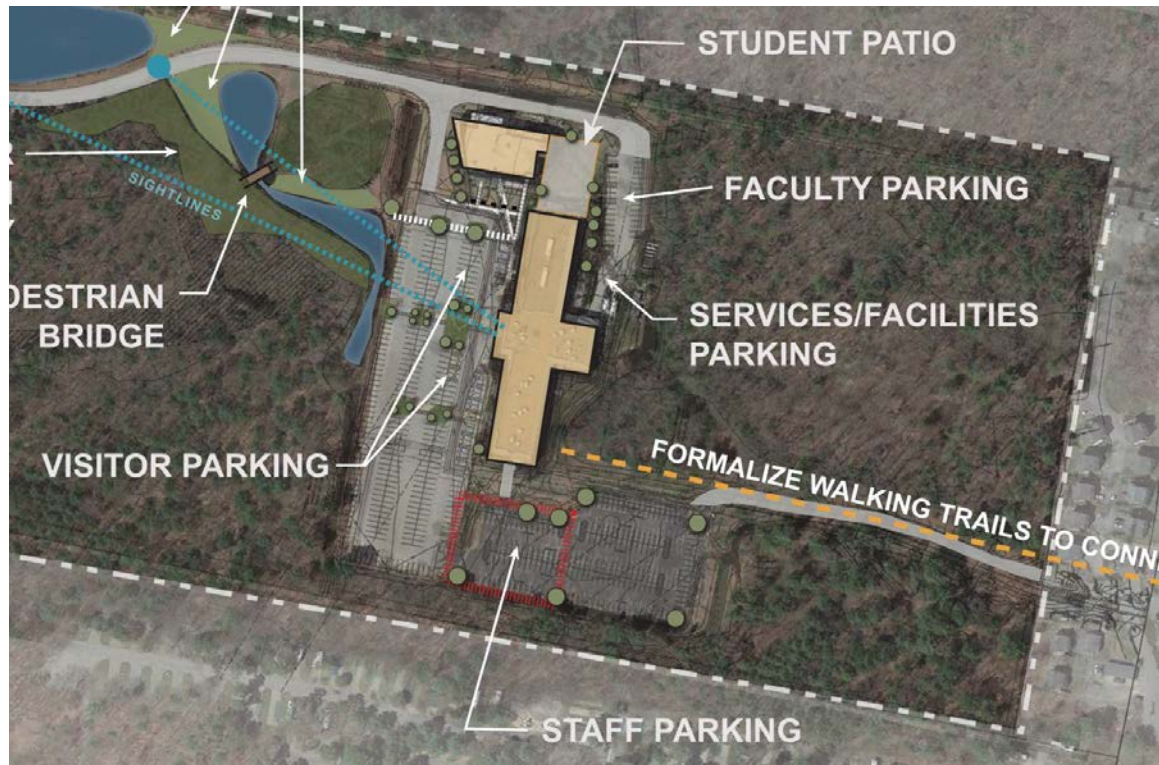 STUDENT PATIO
FACULTY PARKING
SIGHTLINES
DESTRIAN
BRIDGE
SERVICES/FACILITIES
PARKING
VISITOR PARKING
FORMALIZE WALKING TRAILS TO CONN
STAFF PARKING